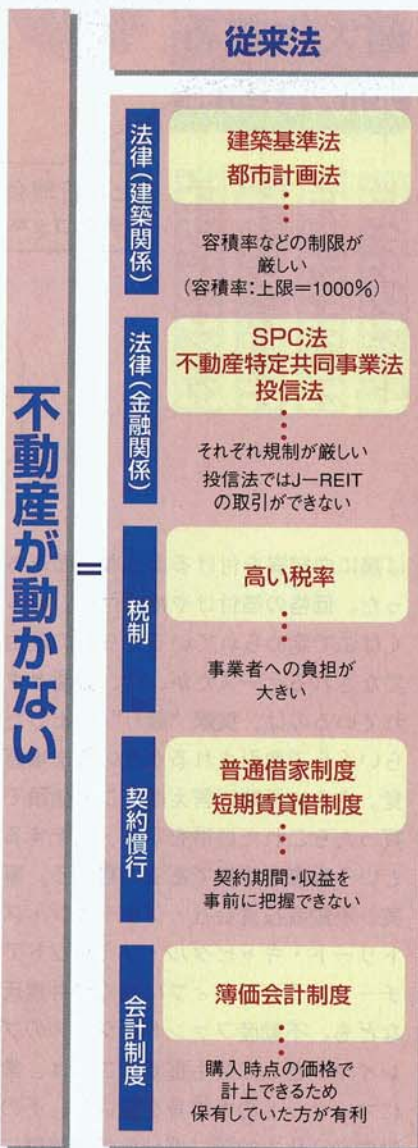 従来法
不動産が動かない
=
法律(建築関係)
建築基準法
都市計画法
容積率などの制限が
厳しい
(容積率:上限=1000%)
法律(金融関係)
SPC法
不動産特定共同事業法
投信法
それぞれ規制が厳しい
投信法ではJ-REIT
の取引ができない
税制
高い税率
事業者への負担が
大きい
契約慣行
普通借家制度
短期賃貸借制度
契約期間・収益を
事前に把握できない
会計制度
簿価会計制度
購入時点の価格で
計上できるため
保有していた方が有利